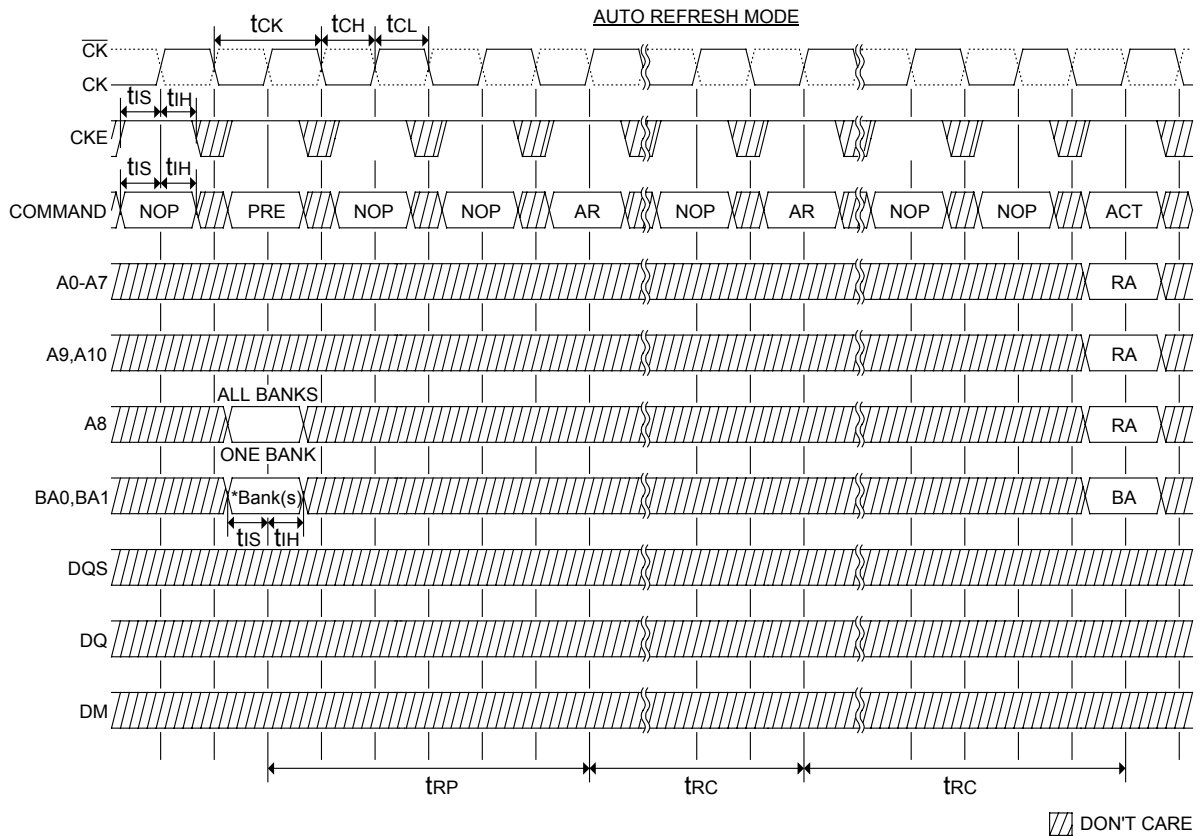 AUTO REFRESH MODE
tCK tCH tCL
CK
CK
tIS tIH
CKE
tIS tIH
COMMAND NOP PRE NOP NOP AR NOP AR NOP NOP ACT
A0-A7 RA
A9,A10 RA
ALL BANKS
A8 RA
ONE BANK
BA0,BA1 *Bank(s) BA
tIS tIH
DQS
DQ
DM
tRP tRC tRC
DON'T CARE